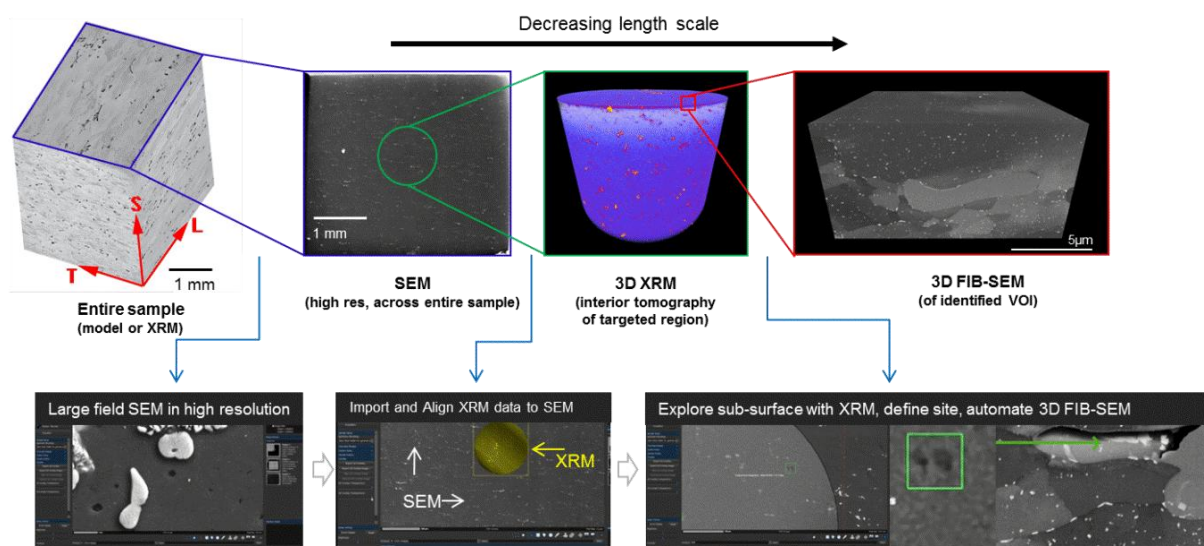 Decreasing length scale
S
L
T
1 mm
1 mm
5µm
Entire sample
(model or XRM)
SEM
(high res, across entire sample)
3D XRM
(interior tomography
of targeted region)
3D FIB-SEM
(of identified VOI)
Large field SEM in high resolution
Import and Align XRM data to SEM
XRM
SEM
Explore sub-surface with XRM, define site, automate 3D FIB-SEM